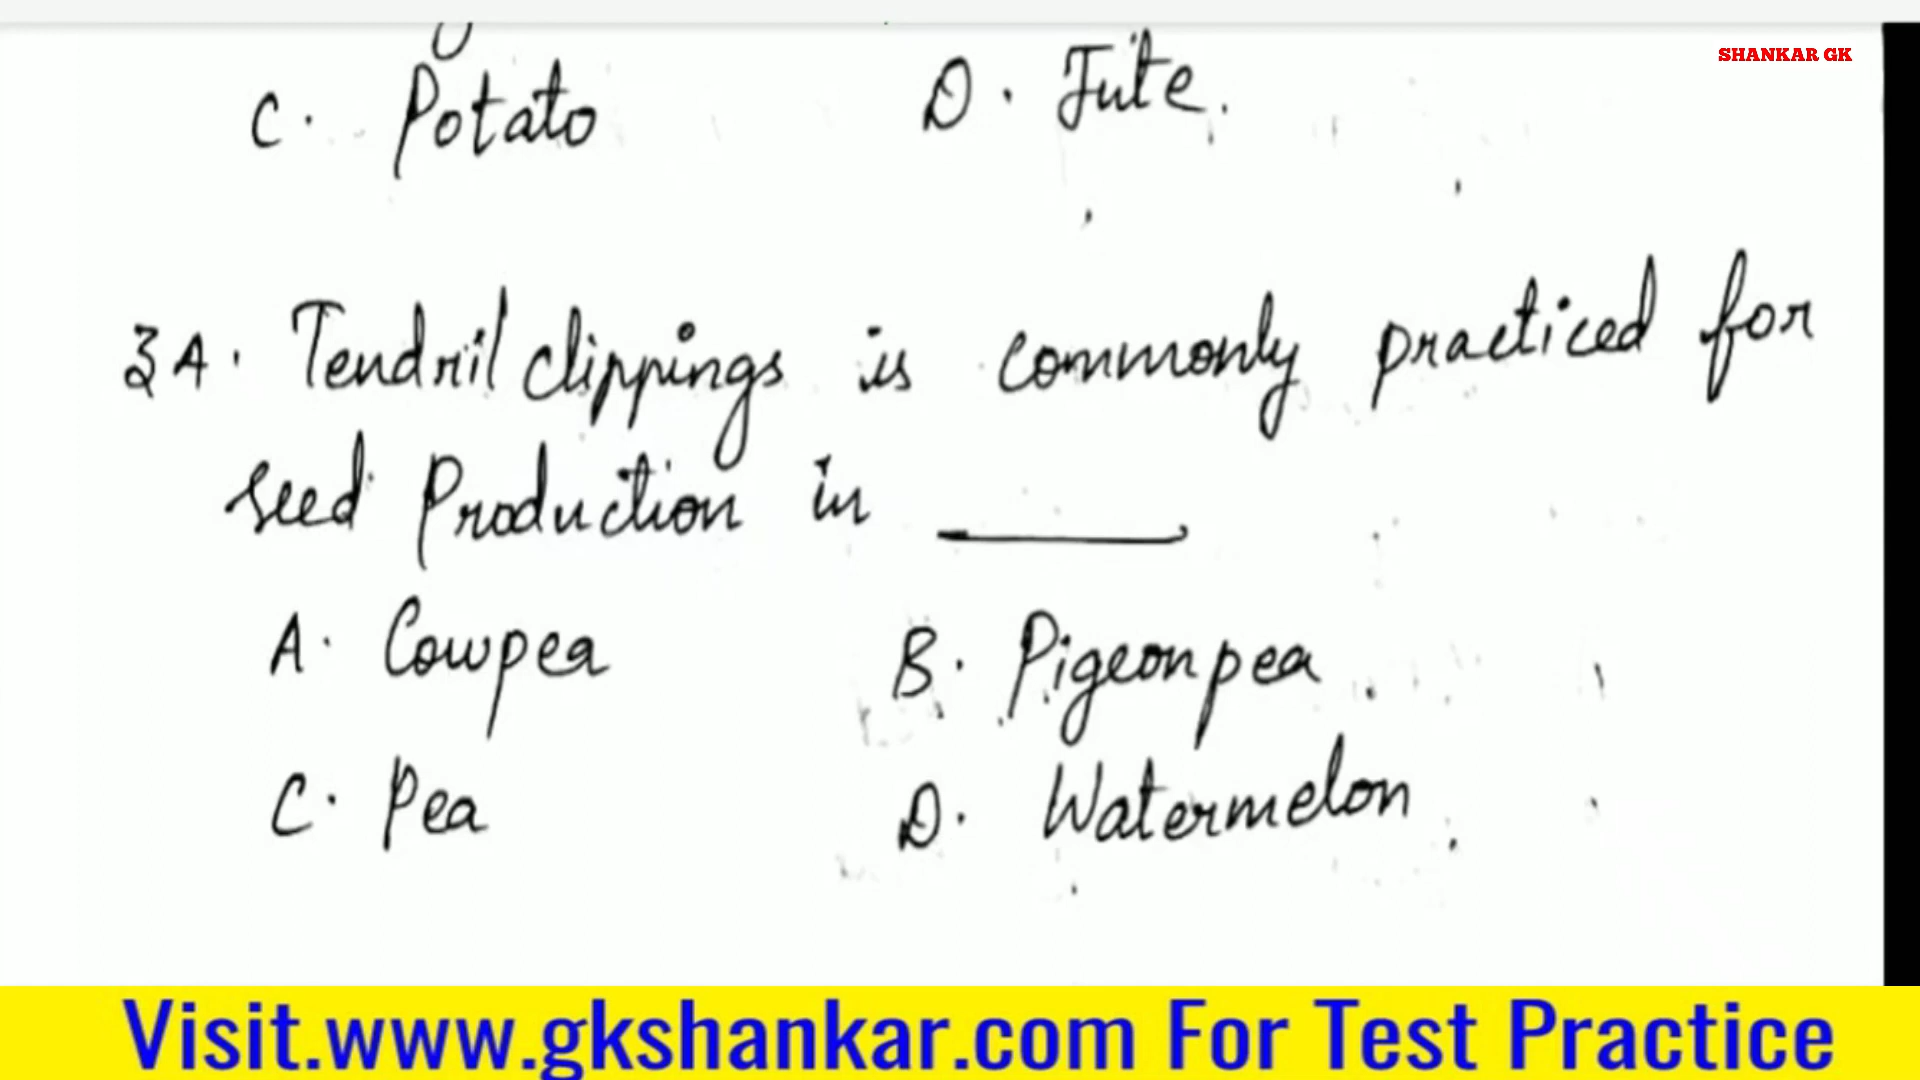 SHANKAR GK
C. Potato D. Jute.
34. Tendril clippings is commonly practiced for
seed Production in ______
A. Cowpea B. Pigeonpea
C. Pea D. Watermelon
Visit.www.gkshankar.com For Test Practice